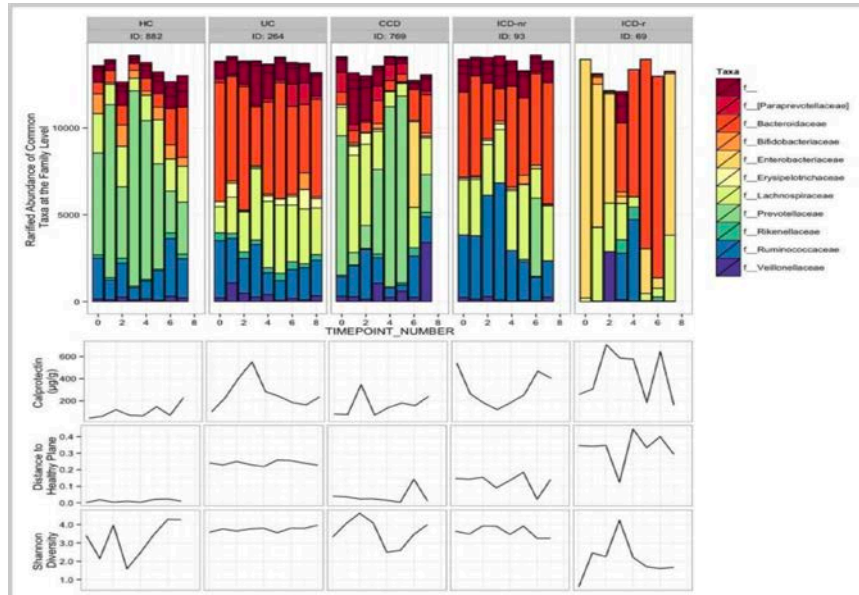 HC UC CCD ICD-nr ICD-r
ID: 882 ID: 264 ID: 769 ID: 93 ID: 69
Rarified Abundance of Common
Taxa at the Family Level
10000
5000
0
0 2 4 6 8 0 2 4 6 8 0 2 4 6 8 0 2 4 6 8 0 2 4 6 8
TIMEPOINT_NUMBER
Taxa
f__
f__[Paraprevotellaceae]
f__Bacteroidaceae
f__Bifidobacteriaceae
f__Enterobacteriaceae
f__Erysipelotrichaceae
f__Lachnospiraceae
f__Prevotellaceae
f__Rikenellaceae
f__Ruminococcaceae
f__Veillonellaceae
Calprotectin
(µg/g)
600
400
200
Distance to
Healthy Plane
0.4
0.3
0.2
0.1
0.0
Shannon
Diversity
4.0
3.0
2.0
1.0